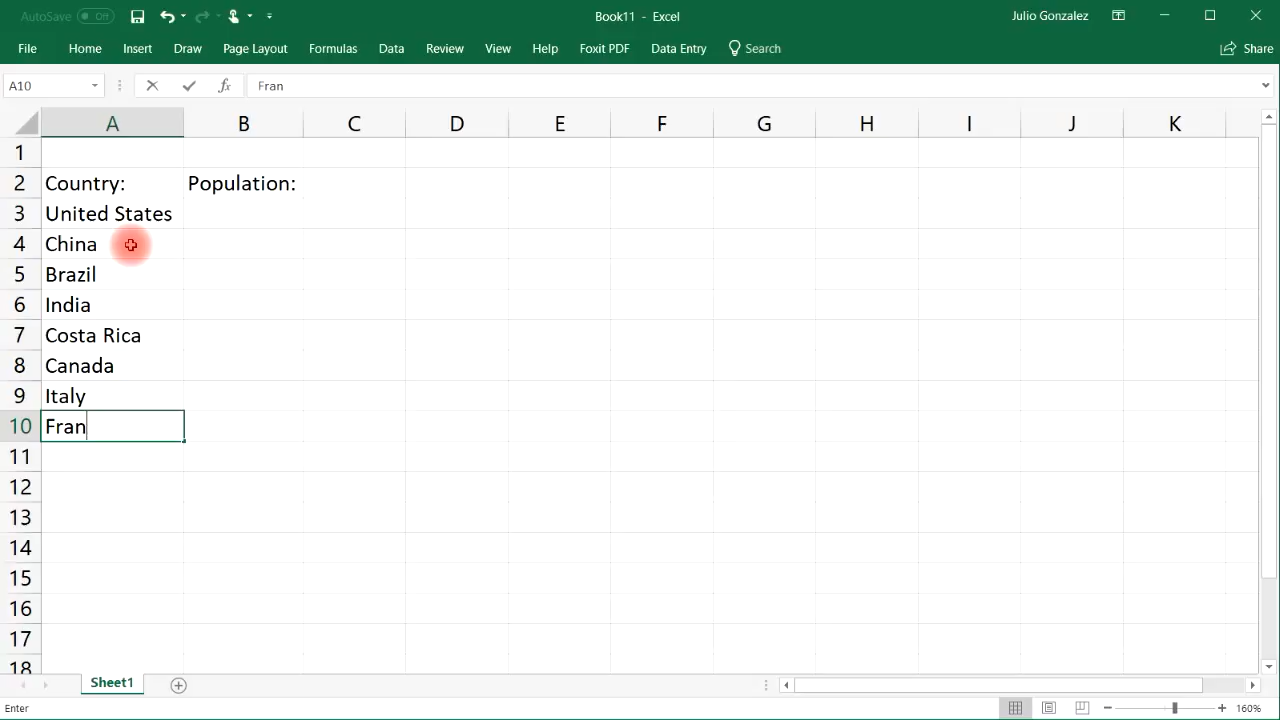 AutoSave Off Book11 - Excel Julio Gonzalez
File Home Insert Draw Page Layout Formulas Data Review View Help Foxit PDF Data Entry Search Share
A10 fx Fran
A B C D E F G H I J K
1
2 Country: Population:
3 United States
4 China
5 Brazil
6 India
7 Costa Rica
8 Canada
9 Italy
10 Fran
11
12
13
14
15
16
17
18
Sheet1
Enter 160%